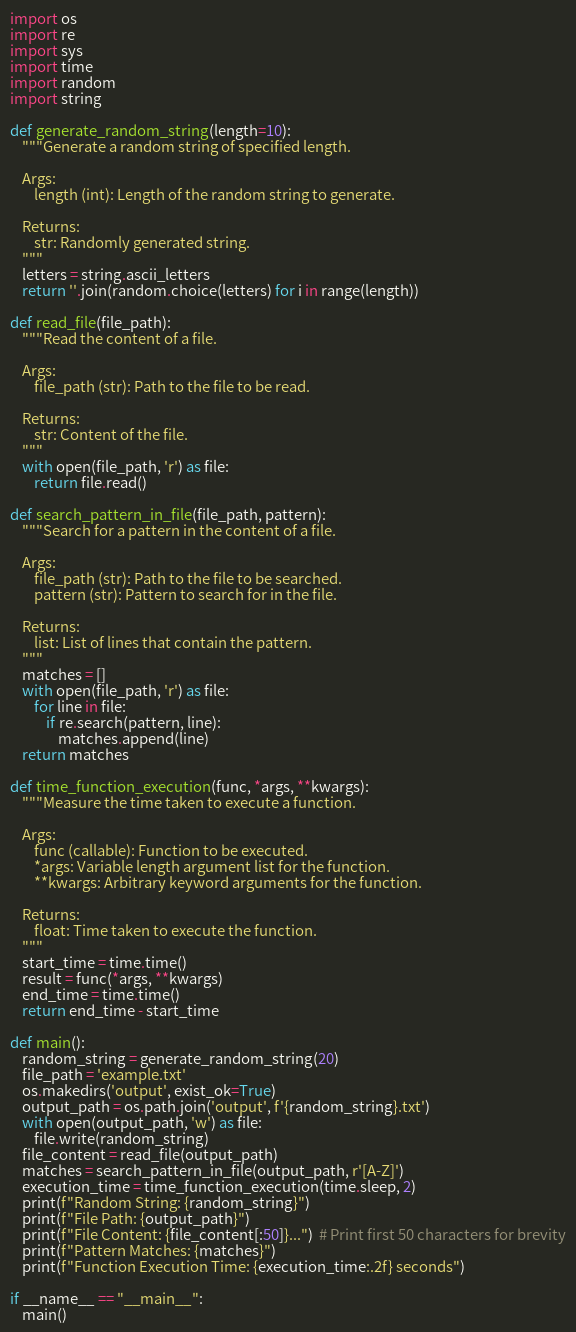 import os
import re
import sys
import time
import random
import string

def generate_random_string(length=10):
    """Generate a random string of specified length.

    Args:
        length (int): Length of the random string to generate.

    Returns:
        str: Randomly generated string.
    """
    letters = string.ascii_letters
    return ''.join(random.choice(letters) for i in range(length))

def read_file(file_path):
    """Read the content of a file.

    Args:
        file_path (str): Path to the file to be read.

    Returns:
        str: Content of the file.
    """
    with open(file_path, 'r') as file:
        return file.read()

def search_pattern_in_file(file_path, pattern):
    """Search for a pattern in the content of a file.

    Args:
        file_path (str): Path to the file to be searched.
        pattern (str): Pattern to search for in the file.

    Returns:
        list: List of lines that contain the pattern.
    """
    matches = []
    with open(file_path, 'r') as file:
        for line in file:
            if re.search(pattern, line):
                matches.append(line)
    return matches

def time_function_execution(func, *args, **kwargs):
    """Measure the time taken to execute a function.

    Args:
        func (callable): Function to be executed.
        *args: Variable length argument list for the function.
        **kwargs: Arbitrary keyword arguments for the function.

    Returns:
        float: Time taken to execute the function.
    """
    start_time = time.time()
    result = func(*args, **kwargs)
    end_time = time.time()
    return end_time - start_time

def main():
    random_string = generate_random_string(20)
    file_path = 'example.txt'
    os.makedirs('output', exist_ok=True)
    output_path = os.path.join('output', f'{random_string}.txt')
    with open(output_path, 'w') as file:
        file.write(random_string)
    file_content = read_file(output_path)
    matches = search_pattern_in_file(output_path, r'[A-Z]')
    execution_time = time_function_execution(time.sleep, 2)
    print(f"Random String: {random_string}")
    print(f"File Path: {output_path}")
    print(f"File Content: {file_content[:50]}...")  # Print first 50 characters for brevity
    print(f"Pattern Matches: {matches}")
    print(f"Function Execution Time: {execution_time:.2f} seconds")

if __name__ == "__main__":
    main()